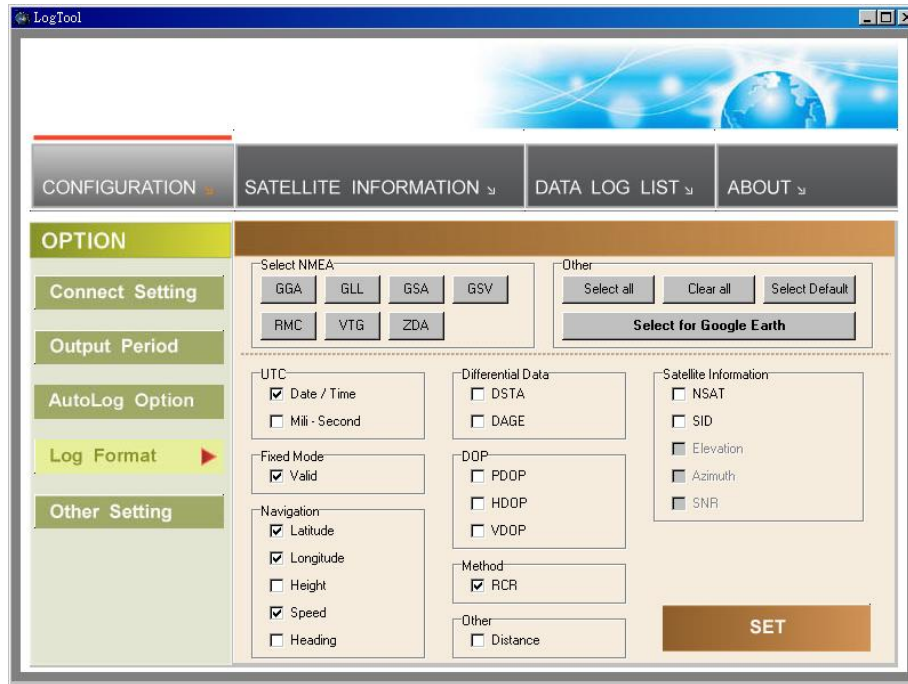 LogTool
CONFIGURATION
SATELLITE INFORMATION
DATA LOG LIST
ABOUT
OPTION
Connect Setting
Output Period
AutoLog Option
Log Format
Other Setting
Select NMEA
GGA GLL GSA GSV
RMC VTG ZDA
Other
Select all Clear all Select Default
Select for Google Earth
UTC
Date / Time
Mili - Second
Fixed Mode
Valid
Navigation
Latitude
Longitude
Height
Speed
Heading
Differential Data
DSTA
DAGE
DOP
PDOP
HDOP
VDOP
Method
RCR
Other
Distance
Satellite Information
NSAT
SID
Elevation
Azimuth
SNR
SET